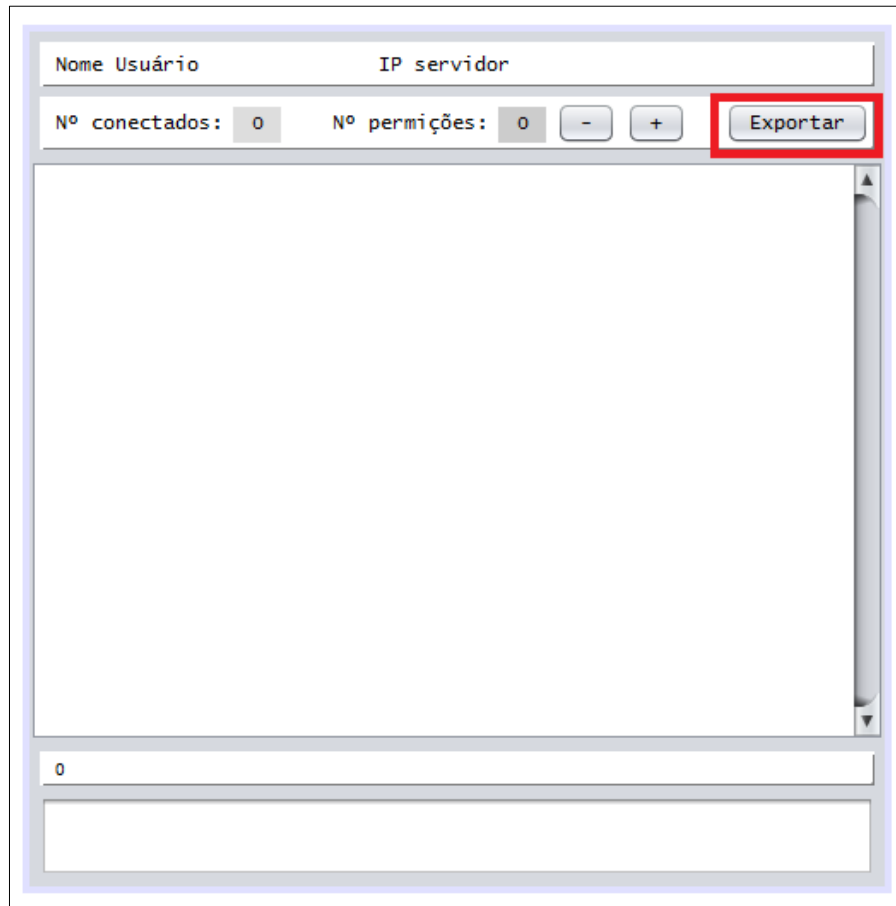 Nome Usuário IP servidor
Nº conectados: 0 Nº permições: 0 - + Exportar
0